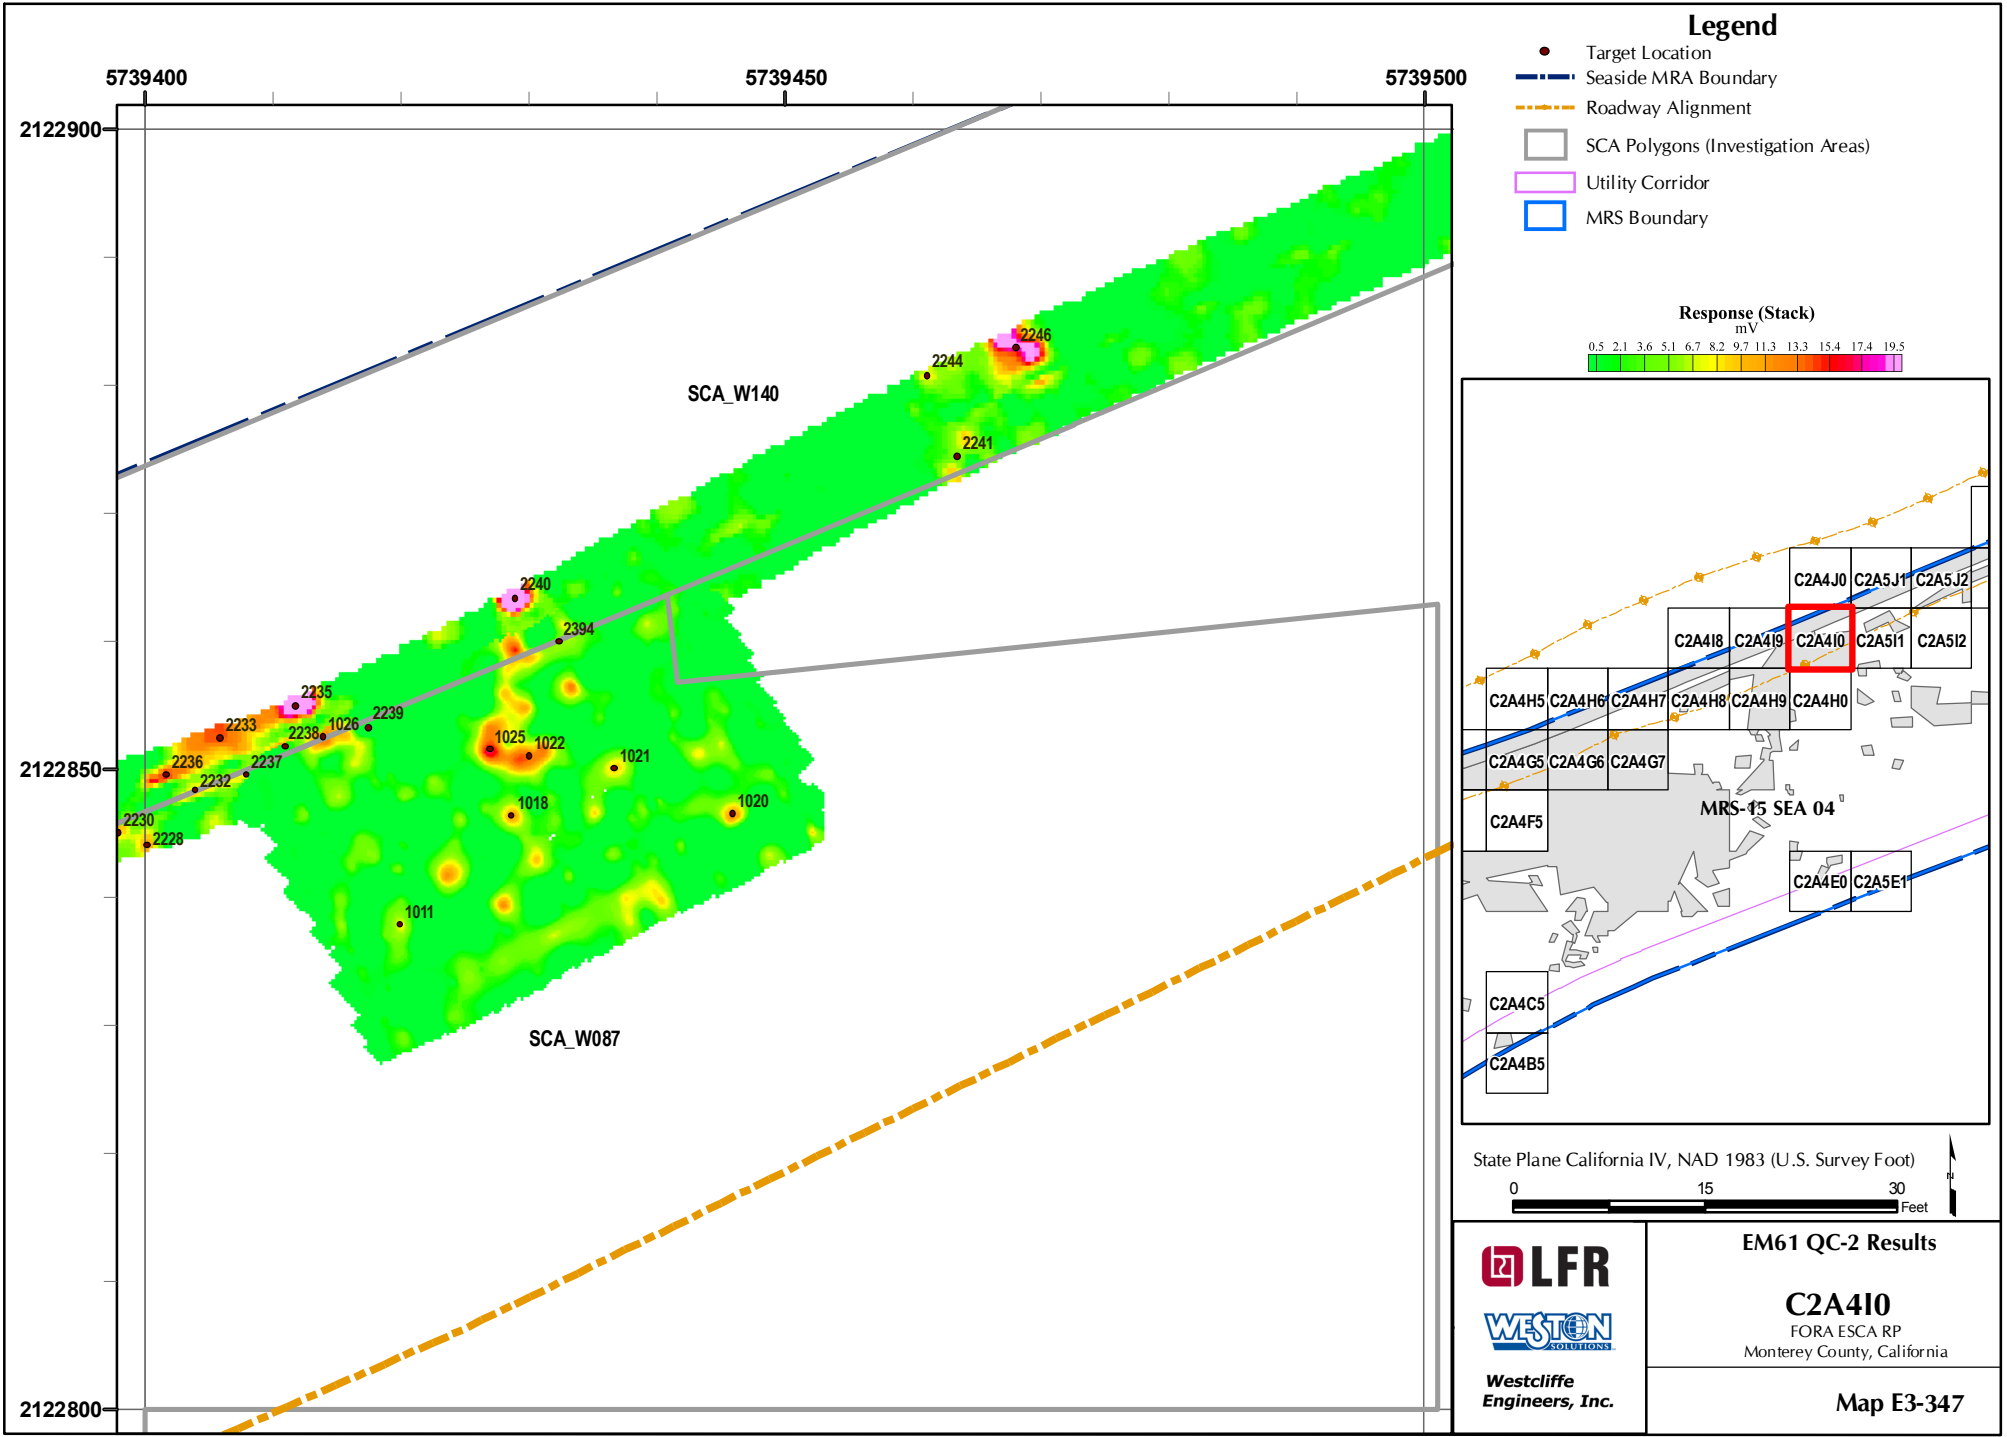 Legend
Target Location
Seaside MRA Boundary
Roadway Alignment
SCA Polygons (Investigation Areas)
Utility Corridor
MRS Boundary
5739400 5739450 5739500
2122900
2122850
2122800
Response (Stack)
mV
0.5 2.1 3.6 5.1 6.7 8.2 9.7 11.3 13.3 15.4 17.4 19.5
2246
2244
SCA_W140
2241
2240
2394
2235
2239
2233
1026
2238
1025
1022
2236
2237
1021
2232
1018
1020
2230
2228
1011
SCA_W087
C2A4J0 C2A5J1 C2A5J2
C2A4I8 C2A4I9 C2A4I0 C2A5I1 C2A5I2
C2A4H5 C2A4H6 C2A4H7 C2A4H8 C2A4H9 C2A4H0
C2A4G5 C2A4G6 C2A4G7
MRS-15 SEA 04
C2A4F5
C2A4E0 C2A5E1
C2A4C5
C2A4B5
State Plane California IV, NAD 1983 (U.S. Survey Foot)
N
0 15 30
Feet
LFR
WESTON
SOLUTIONS
Westcliffe
Engineers, Inc.
EM61 QC-2 Results
C2A4I0
FORA ESCA RP
Monterey County, California
Map E3-347